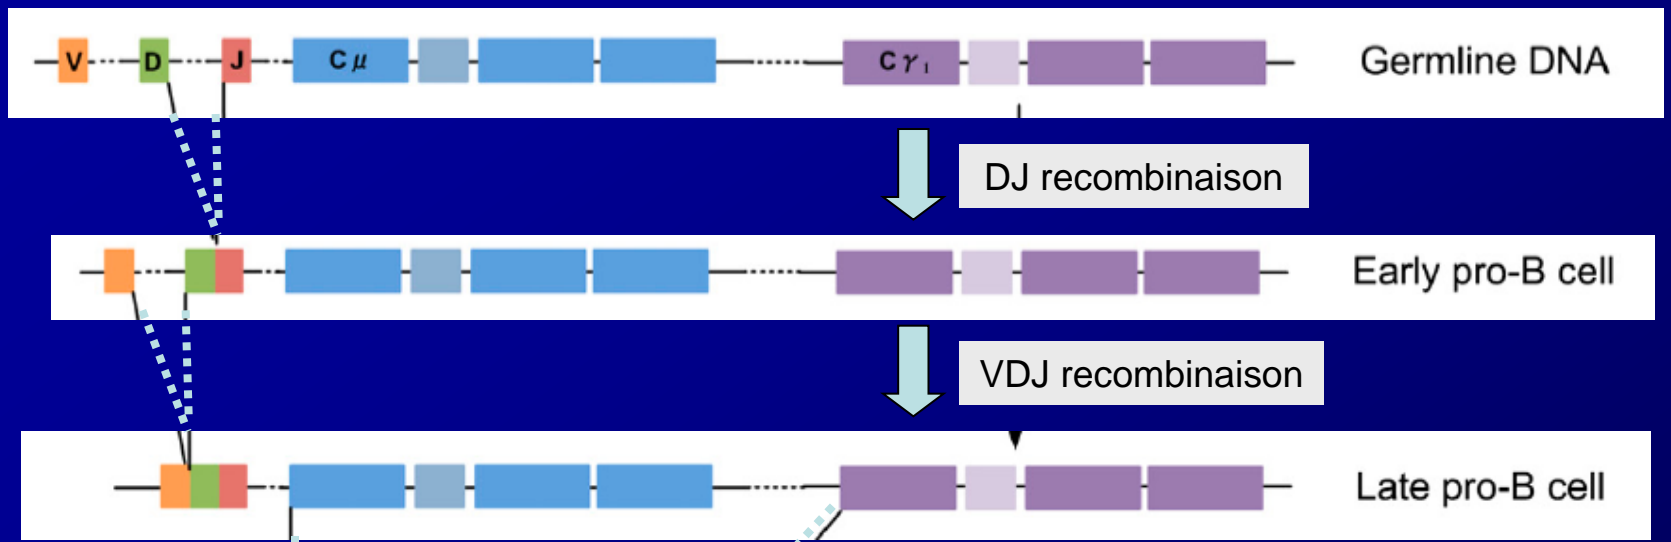 V D J Cμ Cγ₁ Germline DNA
DJ recombinaison
Early pro-B cell
VDJ recombinaison
Late pro-B cell